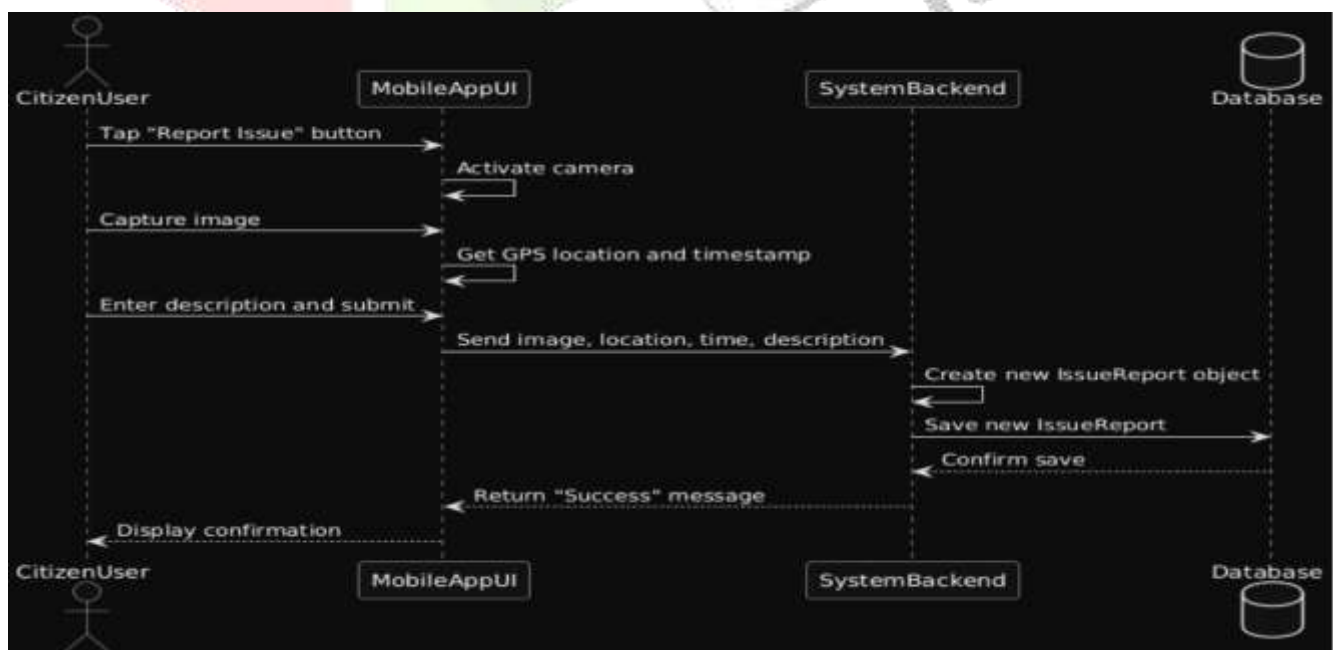 CitizenUser
MobileAppUI
SystemBackend
Database
Tap "Report Issue" button
Activate camera
Capture image
Get GPS location and timestamp
Enter description and submit
Send image, location, time, description
Create new IssueReport object
Save new IssueReport
Confirm save
Return "Success" message
Display confirmation
CitizenUser
MobileAppUI
SystemBackend
Database